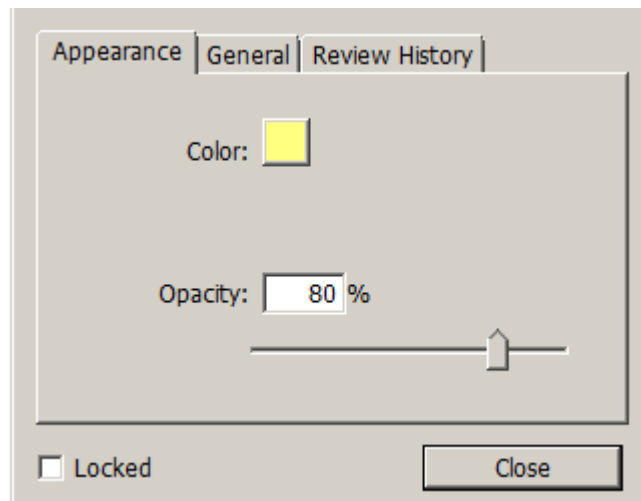 Appearance General Review History
Color:
Opacity: 80 %
Locked Close